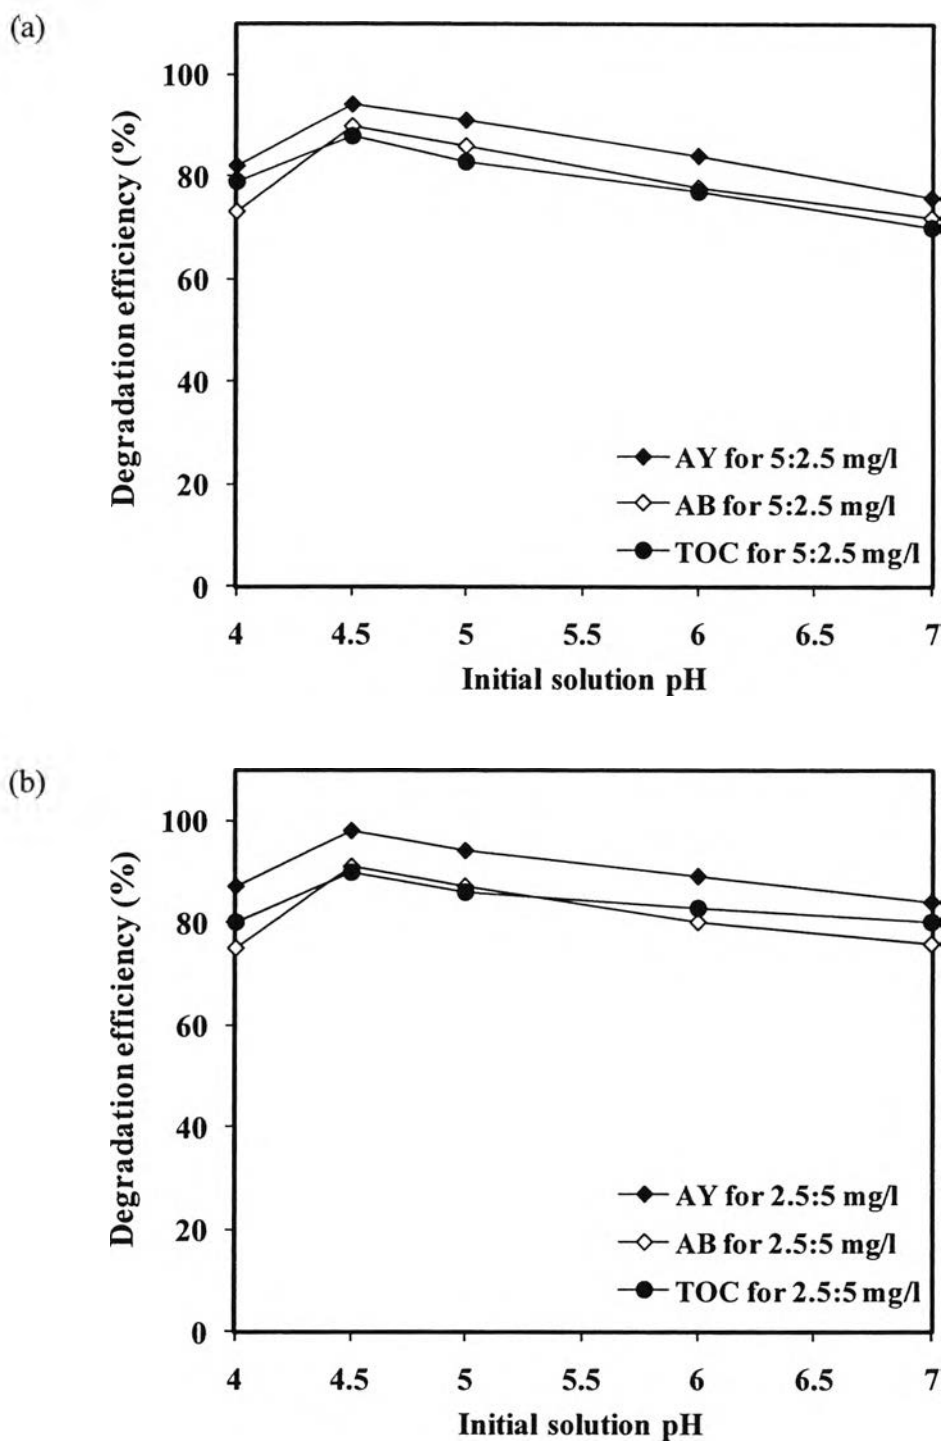 (a)
Degradation efficiency (%)
100
80
60
40
20
0
AY for 5:2.5 mg/l
AB for 5:2.5 mg/l
TOC for 5:2.5 mg/l
4 4.5 5 5.5 6 6.5 7
Initial solution pH
(b)
Degradation efficiency (%)
100
80
60
40
20
0
AY for 2.5:5 mg/l
AB for 2.5:5 mg/l
TOC for 2.5:5 mg/l
4 4.5 5 5.5 6 6.5 7
Initial solution pH